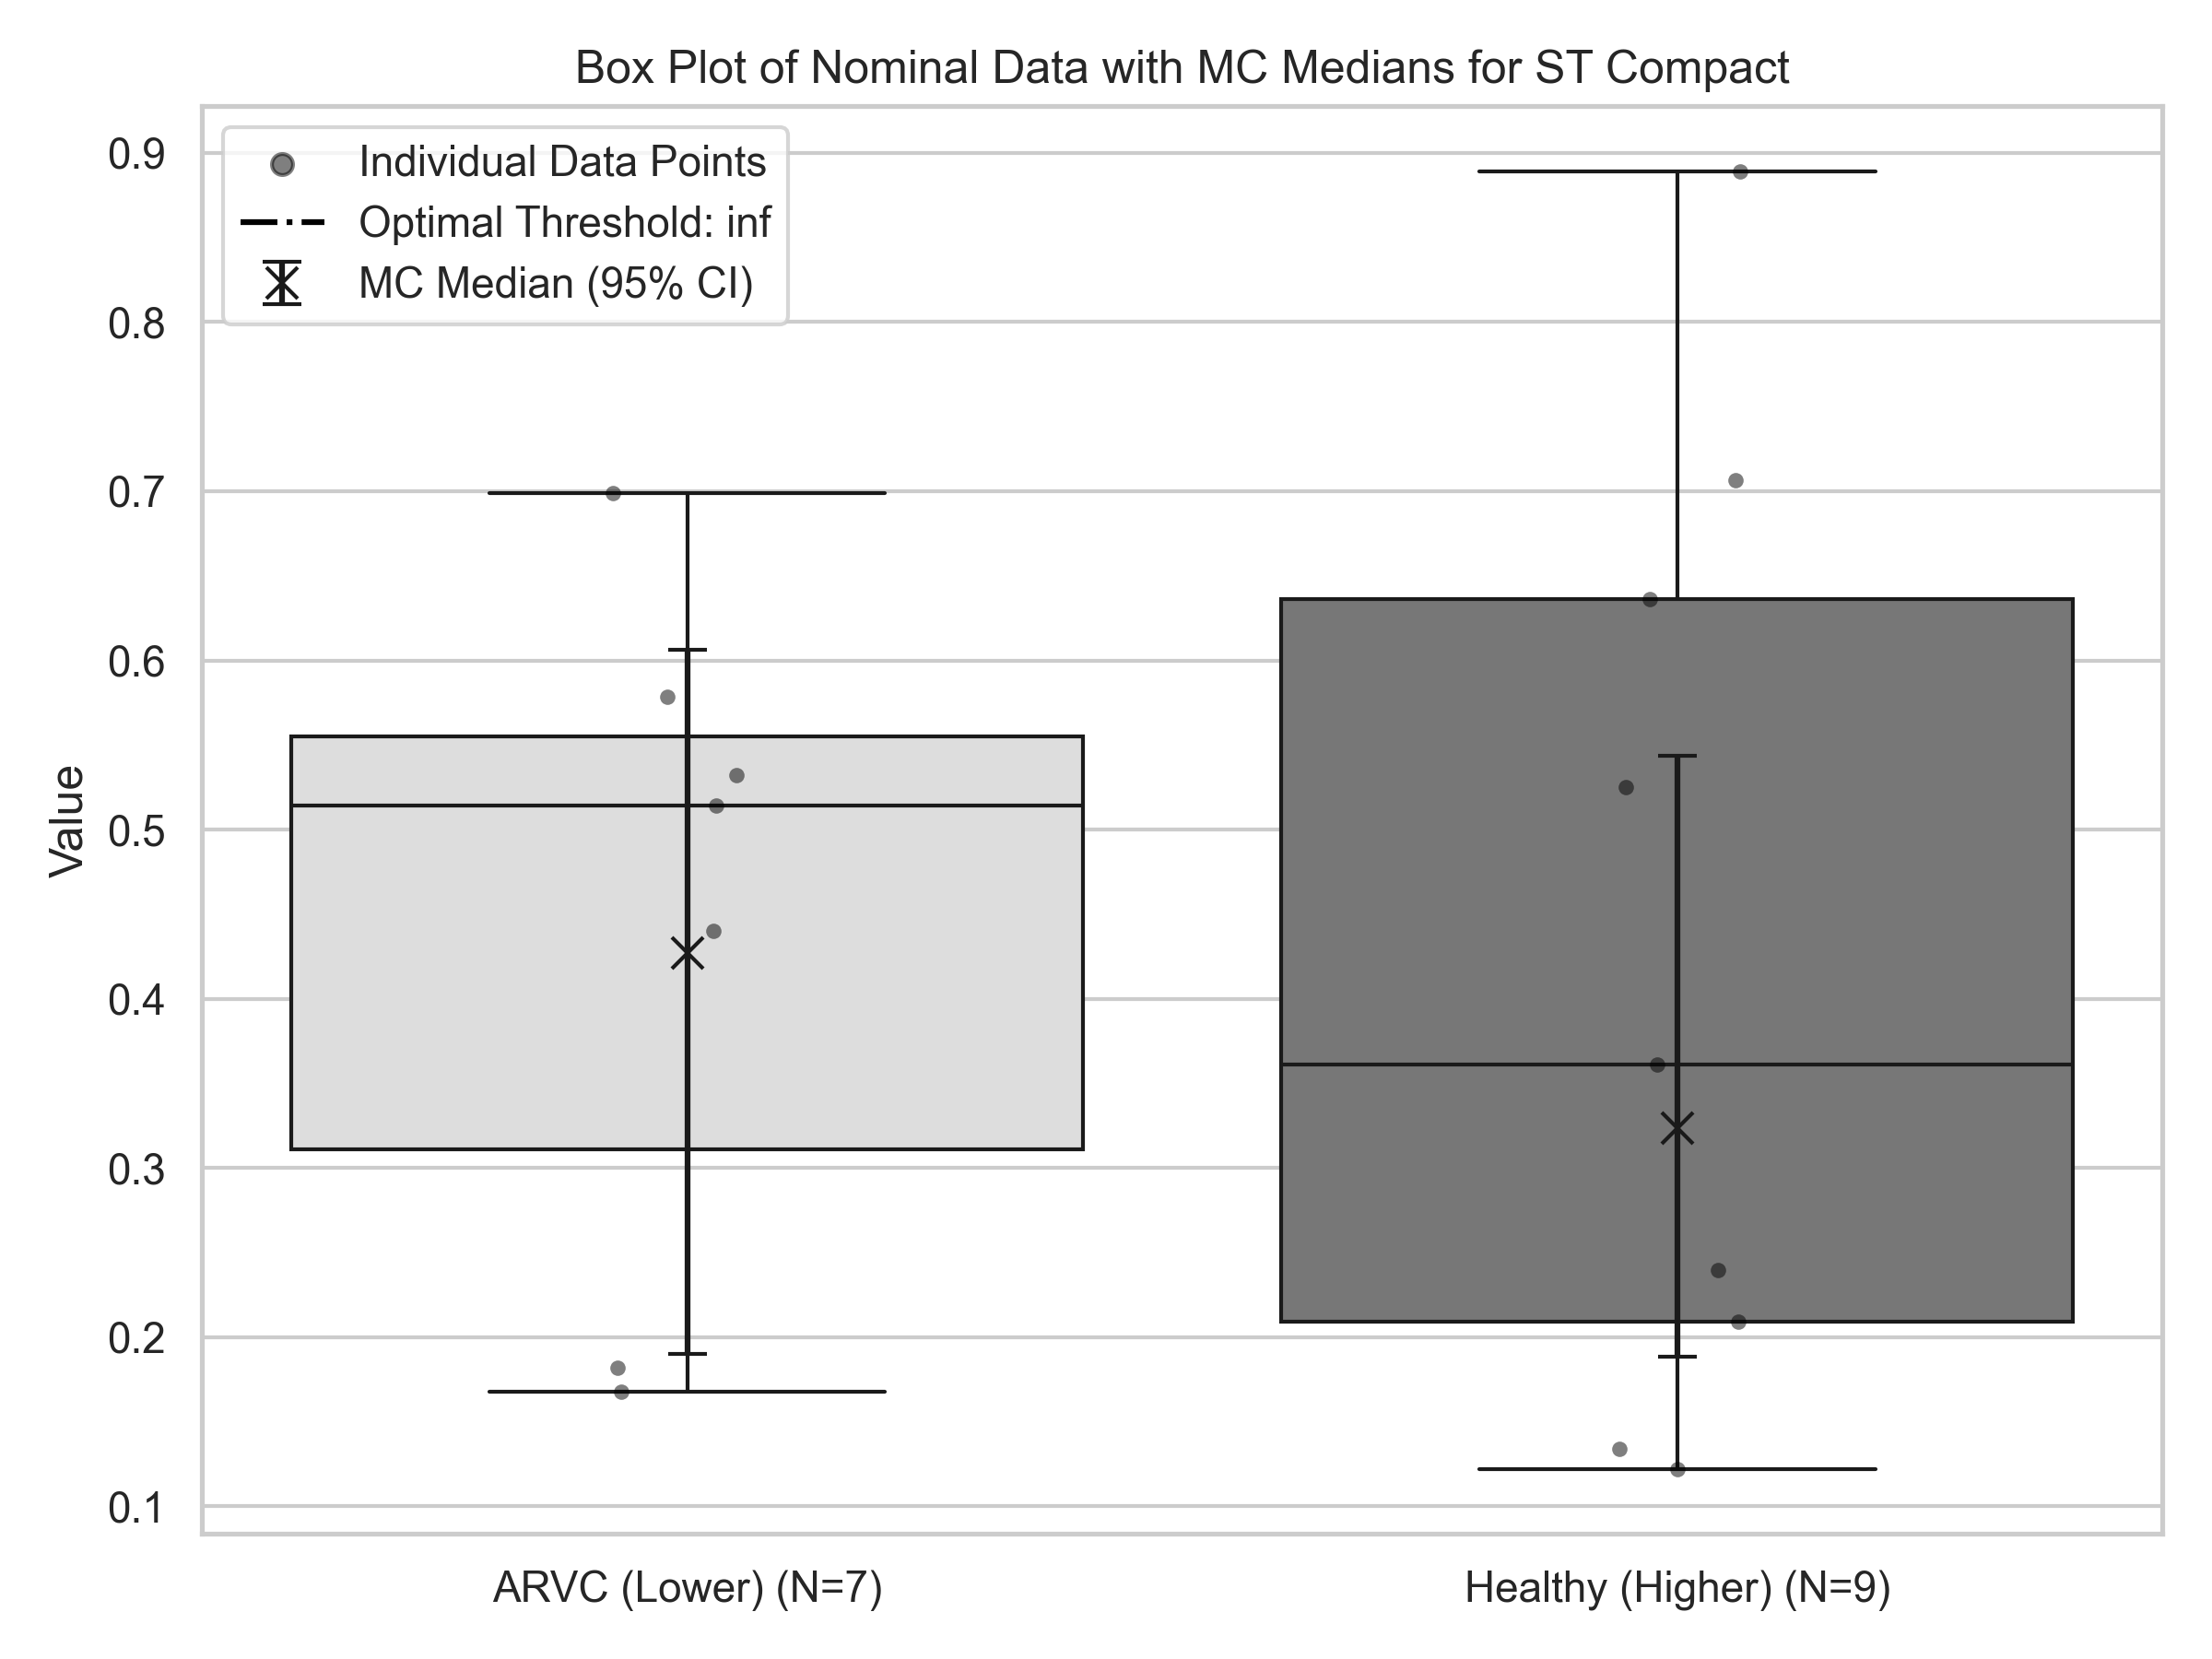 Box Plot of Nominal Data with MC Medians for ST Compact
Individual Data Points
Optimal Threshold: inf
MC Median (95% CI)
Value
0.9
0.8
0.7
0.6
0.5
0.4
0.3
0.2
0.1
ARVC (Lower) (N=7)
Healthy (Higher) (N=9)